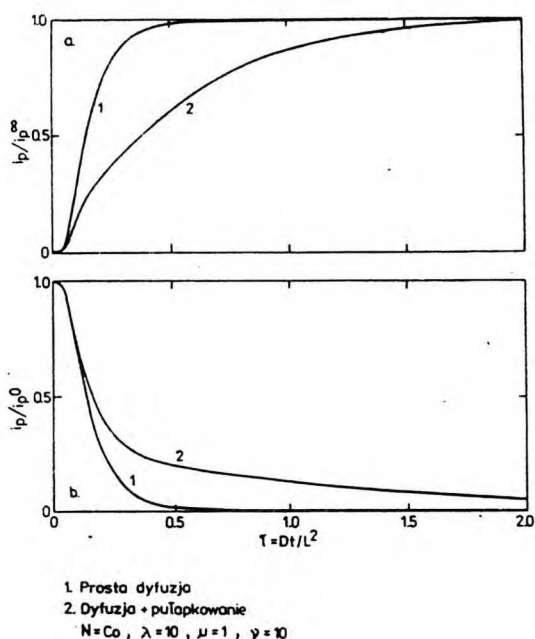 1.0
a.
1
2
0.5
0
i_p/i_p^∞
1.0
0.5
0
i_p/i_p^0
2
1
b.
0 0.5 1.0 1.5 2.0
τ = Dt/L²
1. Prosta dyfuzja
2. Dyfuzja + pułapkowanie
N = Co , λ = 10 , μ = 1 , ν = 10